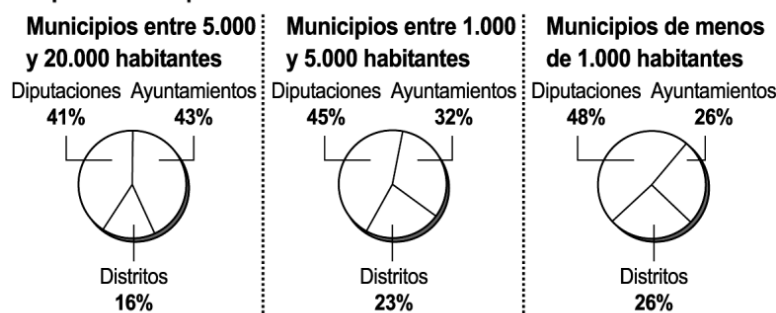 Municipios entre 5.000
y 20.000 habitantes
Diputaciones Ayuntamientos
41% 43%
Distritos
16%
Municipios entre 1.000
y 5.000 habitantes
Diputaciones Ayuntamientos
45% 32%
Distritos
23%
Municipios de menos
de 1.000 habitantes
Diputaciones Ayuntamientos
48% 26%
Distritos
26%